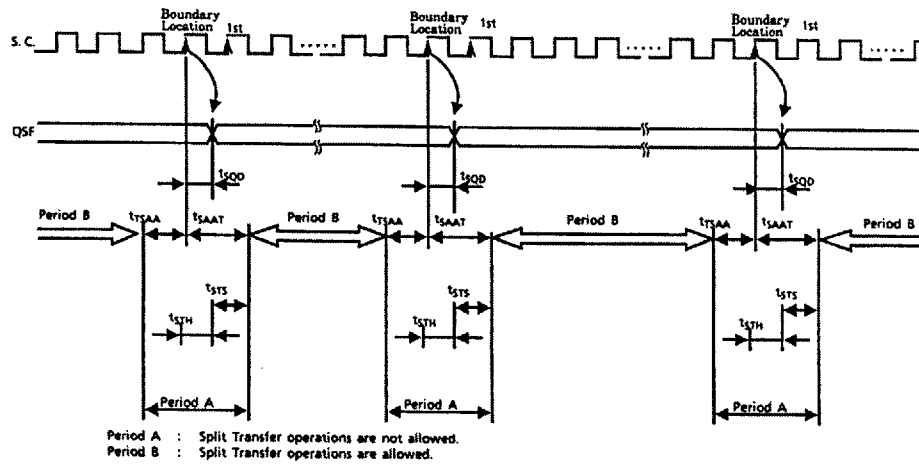 Boundary Location 1st Boundary Location 1st Boundary Location 1st
S. C.
QSF
tSQD tSQD tSQD
Period B tTSAA tSAAT Period B tTSAA tSAAT Period B tTSAA tSAAT Period B
tSTS tSTS tSTS
tSTH tSTH tSTH
Period A Period A Period A
Period A : Split Transfer operations are not allowed.
Period B : Split Transfer operations are allowed.